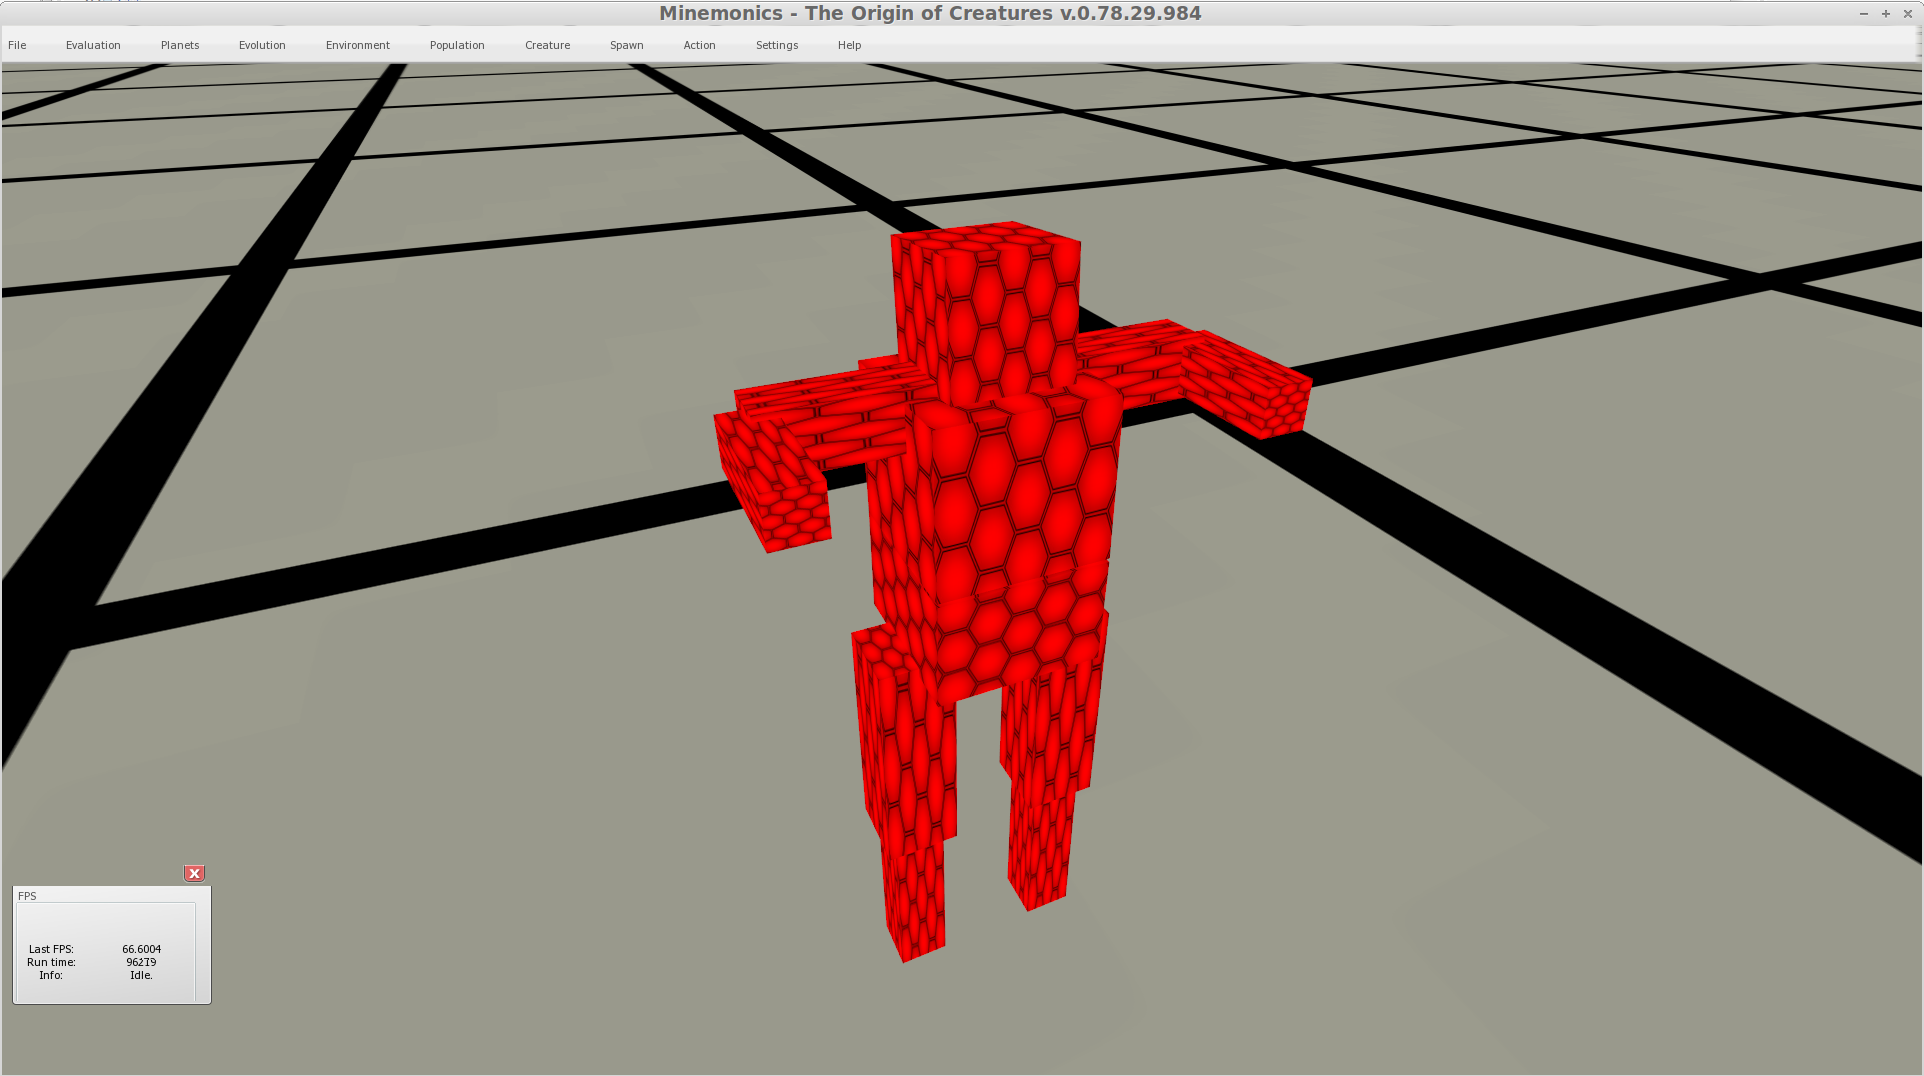 Minemonics - The Origin of Creatures v.0.78.29.984
File Evaluation Planets Evolution Environment Population Creature Spawn Action Settings Help
FPS
Last FPS: 66.6004
Run time: 96279
Info: Idle.